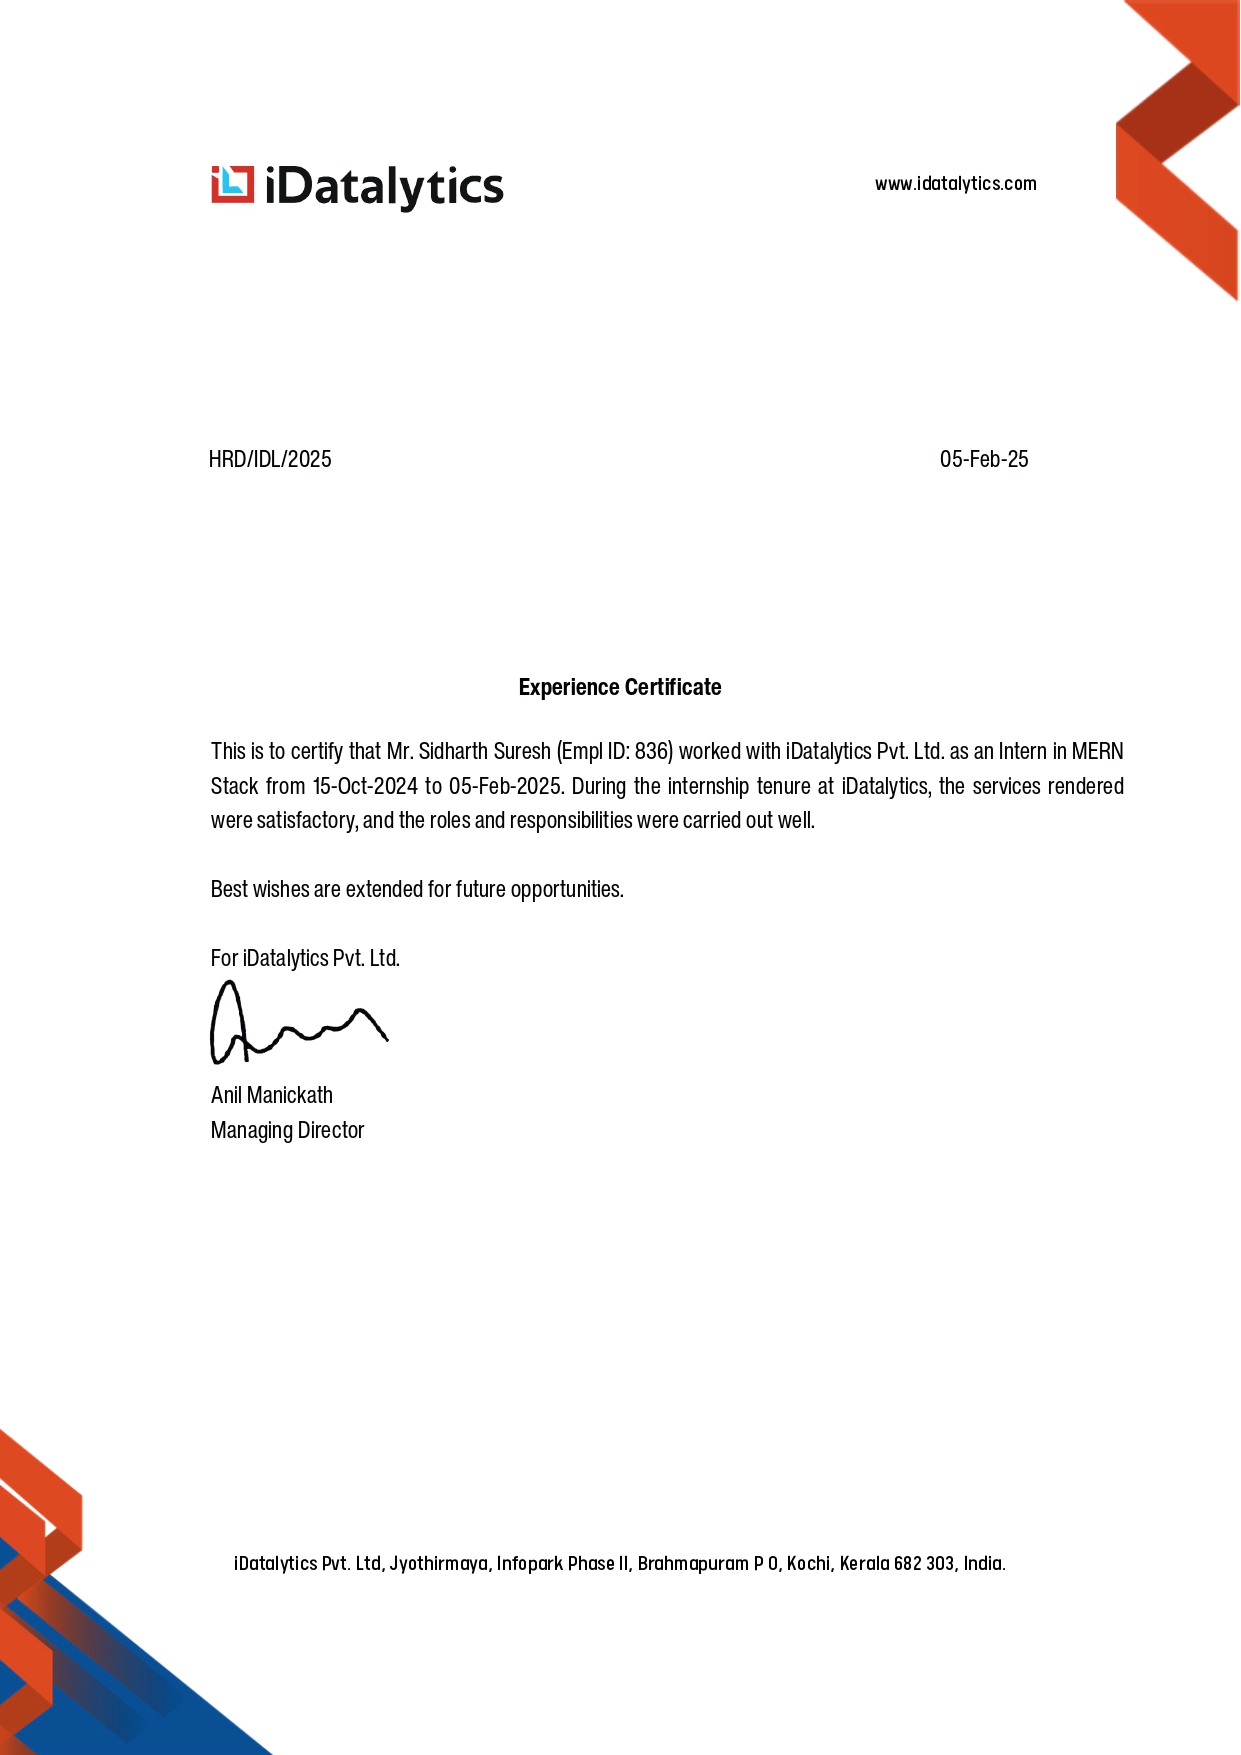 iDatalytics
www.idatalytics.com
HRD/IDL/2025
05-Feb-25
Experience Certificate
This is to certify that Mr. Sidharth Suresh (Empl ID: 836) worked with iDatalytics Pvt. Ltd. as an Intern in MERN
Stack from 15-Oct-2024 to 05-Feb-2025. During the internship tenure at iDatalytics, the services rendered
were satisfactory, and the roles and responsibilities were carried out well.
Best wishes are extended for future opportunities.
For iDatalytics Pvt. Ltd.
Anil Manickath
Managing Director
iDatalytics Pvt. Ltd, Jyothirmaya, Infopark Phase II, Brahmapuram P O, Kochi, Kerala 682 303, India.